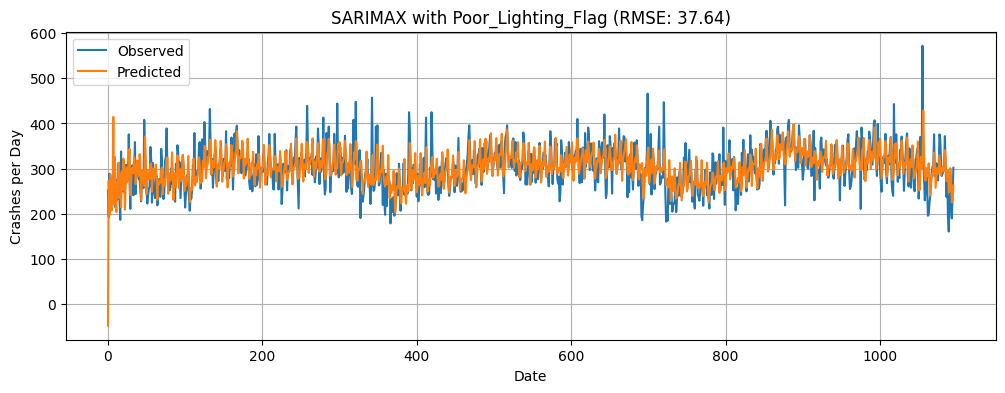 SARIMAX with Poor_Lighting_Flag (RMSE: 37.64)
Observed
Predicted
Crashes per Day
600
500
400
300
200
100
0
0
200
400
600
800
1000
Date